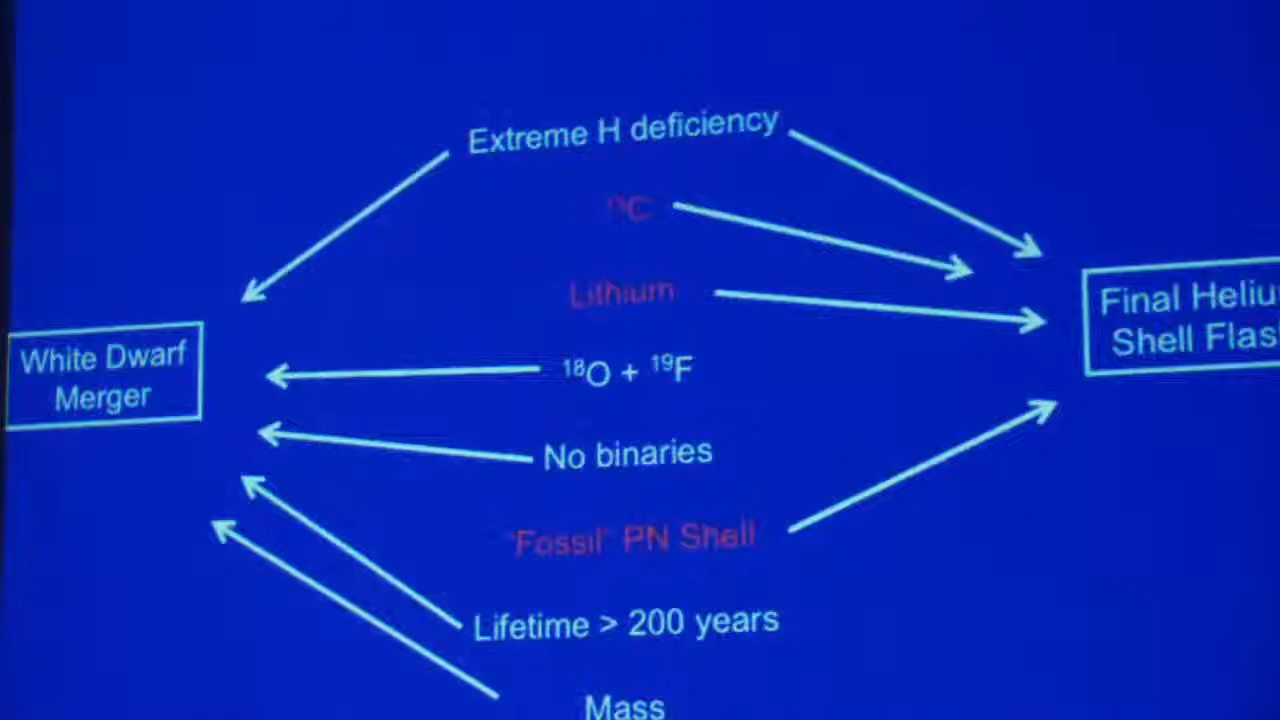 Extreme H deficiency
Lithium
White Dwarf
Merger
Final Heliu
Shell Flas
¹⁸O + ¹⁹F
No binaries
"Fossil" PN Shell
Lifetime > 200 years
Mass